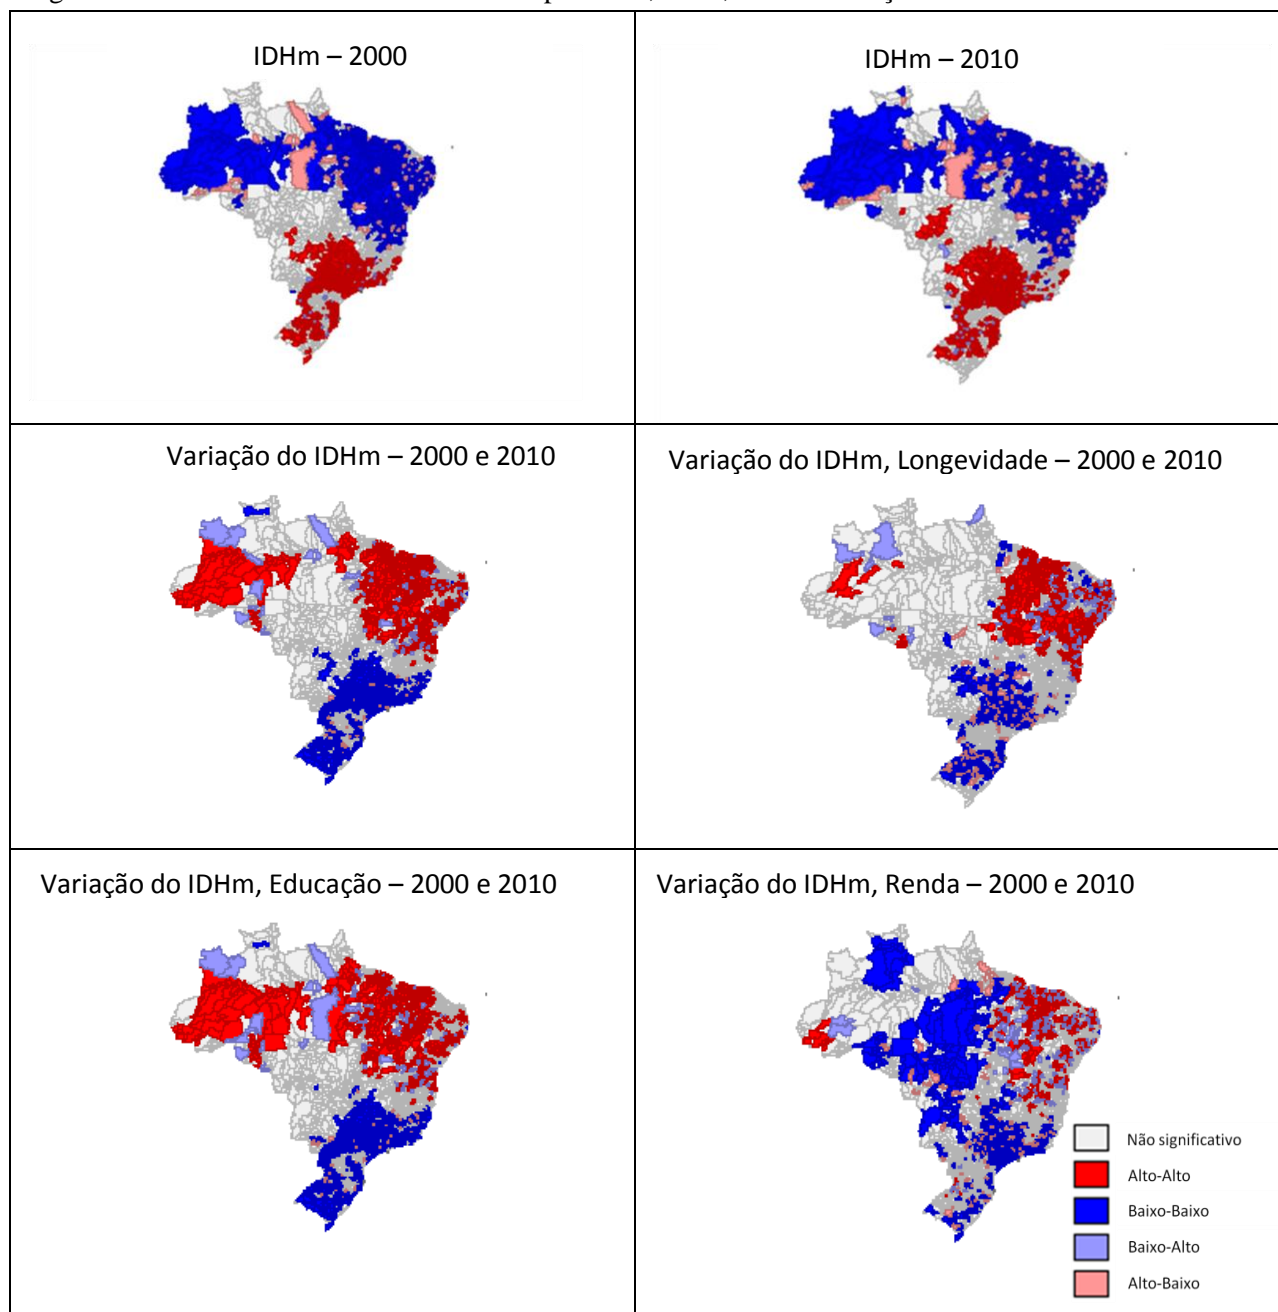 IDHm – 2000
IDHm – 2010
Variação do IDHm – 2000 e 2010
Variação do IDHm, Longevidade – 2000 e 2010
Variação do IDHm, Educação – 2000 e 2010
Variação do IDHm, Renda – 2000 e 2010
Não significativo
Alto-Alto
Baixo-Baixo
Baixo-Alto
Alto-Baixo